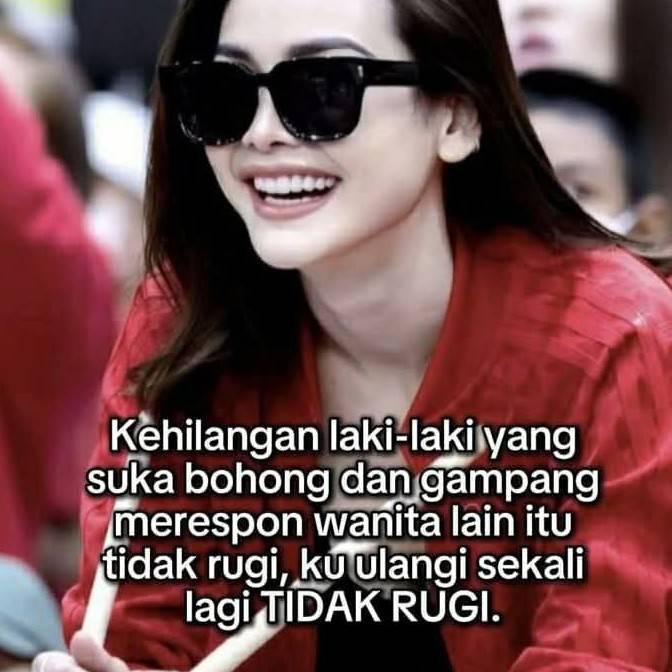 Kehilangan laki-laki yang
suka bohong dan gampang
merespon wanita lain itu
tidak rugi, ku ulangi sekali
lagi TIDAK RUGI.